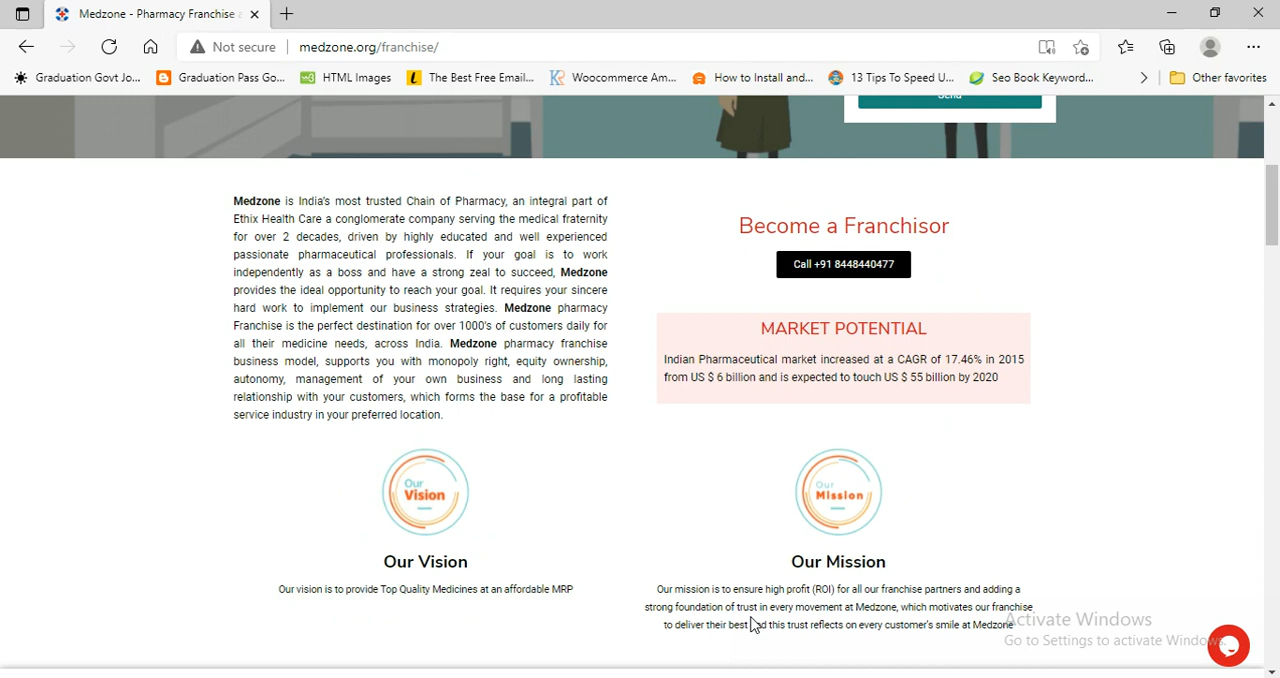 Medzone - Pharmacy Franchise a
Not secure
medzone.org/franchise/
Graduation Govt Jo...
Graduation Pass Go...
HTML Images
The Best Free Email...
Woocommerce Am...
How to Install and...
13 Tips To Speed U...
Seo Book Keyword...
Other favorites
Send
Medzone is India's most trusted Chain of Pharmacy, an integral part of
Ethix Health Care a conglomerate company serving the medical fraternity
for over 2 decades, driven by highly educated and well experienced
passionate pharmaceutical professionals. If your goal is to work
independently as a boss and have a strong zeal to succeed, Medzone
provides the ideal opportunity to reach your goal. It requires your sincere
hard work to implement our business strategies. Medzone pharmacy
Franchise is the perfect destination for over 1000's of customers daily for
all their medicine needs, across India. Medzone pharmacy franchise
business model, supports you with monopoly right, equity ownership,
autonomy, management of your own business and long lasting
relationship with your customers, which forms the base for a profitable
service industry in your preferred location.
Become a Franchisor
Call +91 8448440477
MARKET POTENTIAL
Indian Pharmaceutical market increased at a CAGR of 17.46% in 2015
from US $ 6 billion and is expected to touch US $ 55 billion by 2020
Our
Vision
Our Vision
Our vision is to provide Top Quality Medicines at an affordable MRP
Our
Mission
Our Mission
Our mission is to ensure high profit (ROI) for all our franchise partners and adding a
strong foundation of trust in every movement at Medzone, which motivates our franchise
to deliver their best and this trust reflects on every customer's smile at Medzone
Activate Windows
Go to Settings to activate Windows.